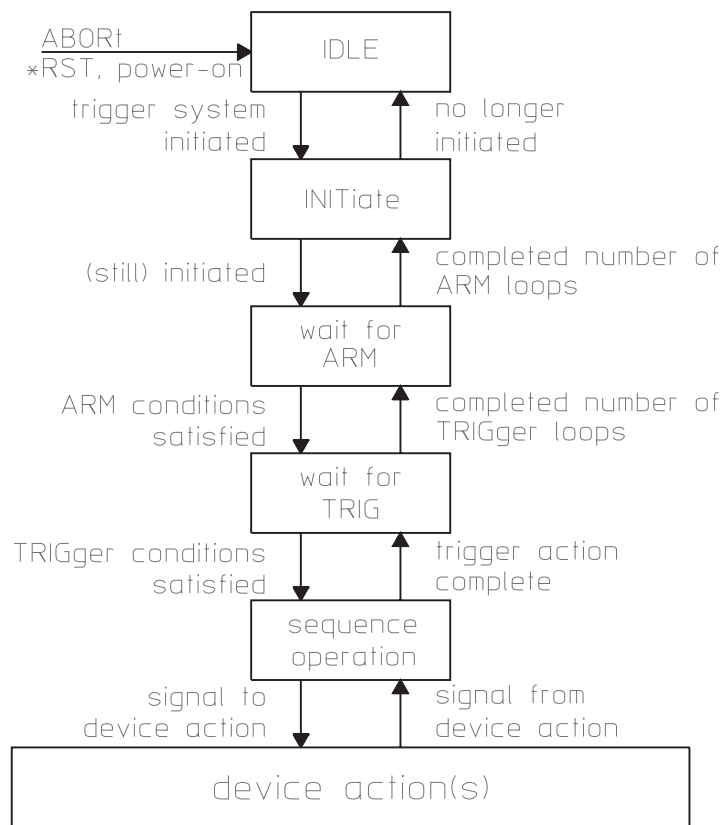 ABORt
*RST, power-on
IDLE
trigger system
initiated
no longer
initiated
INITiate
(still) initiated
completed number of
ARM loops
wait for
ARM
ARM conditions
satisfied
completed number of
TRIGger loops
wait for
TRIG
TRIGger conditions
satisfied
trigger action
complete
sequence
operation
signal to
device action
signal from
device action
device action(s)